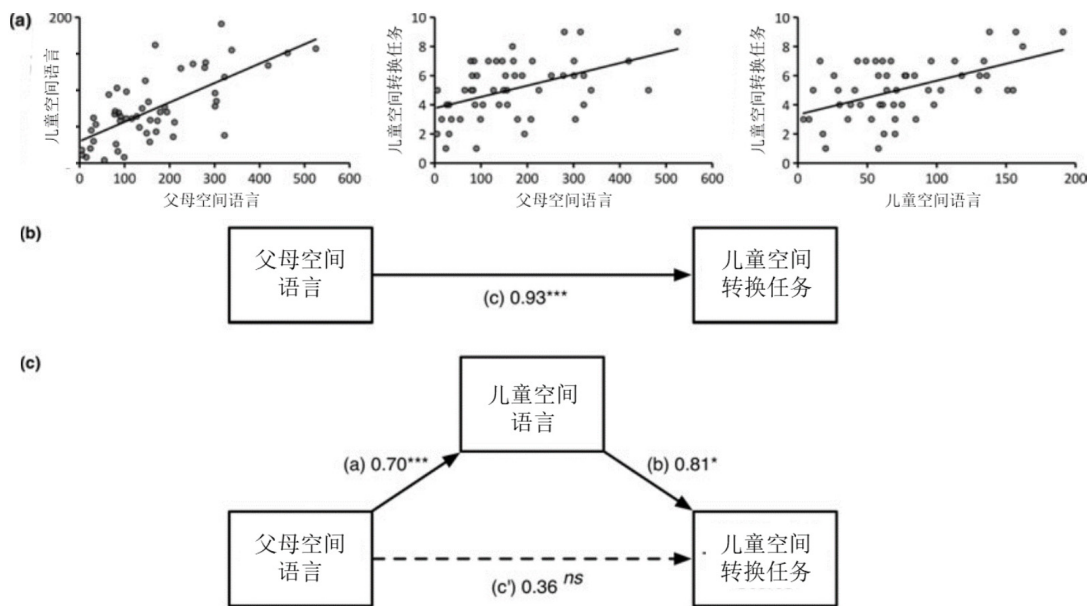 (a)
200
儿童空间语言
0 100 200 300 400 500 600
父母空间语言
10
8
6
4
2
0
儿童空间转换任务
0 100 200 300 400 500 600
父母空间语言
10
8
6
4
2
0
儿童空间转换任务
0 50 100 150 200
儿童空间语言
(b)
父母空间
语言
(c) 0.93***
儿童空间
转换任务
(c)
儿童空间
语言
(a) 0.70***
(b) 0.81*
父母空间
语言
(c') 0.36 ns
儿童空间
转换任务